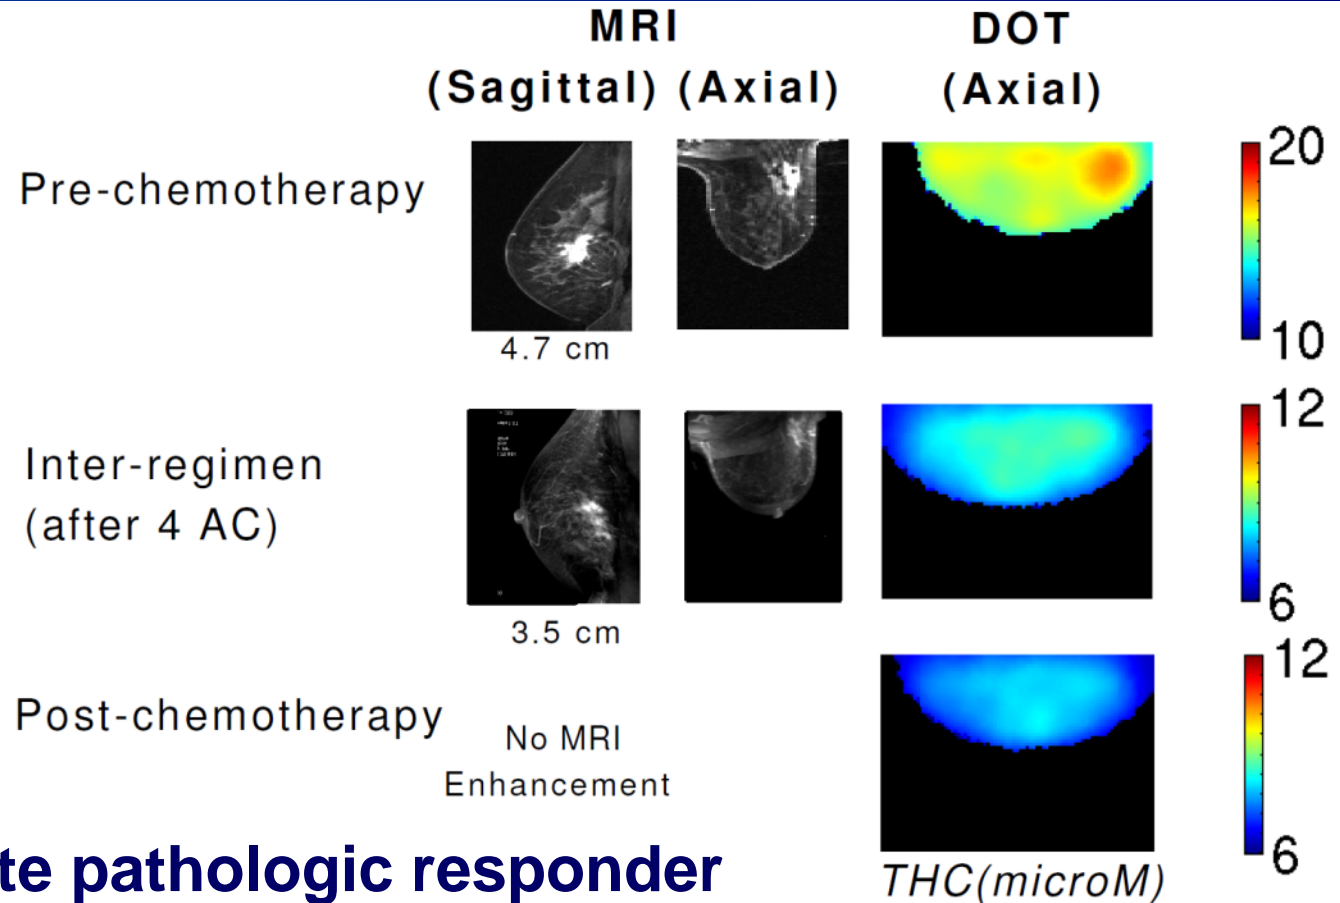 MRI DOT
(Sagittal) (Axial) (Axial)
Pre-chemotherapy
20
10
4.7 cm
Inter-regimen
(after 4 AC)
12
6
3.5 cm
Post-chemotherapy
No MRI
Enhancement
12
6
te pathologic responder
THC(microM)